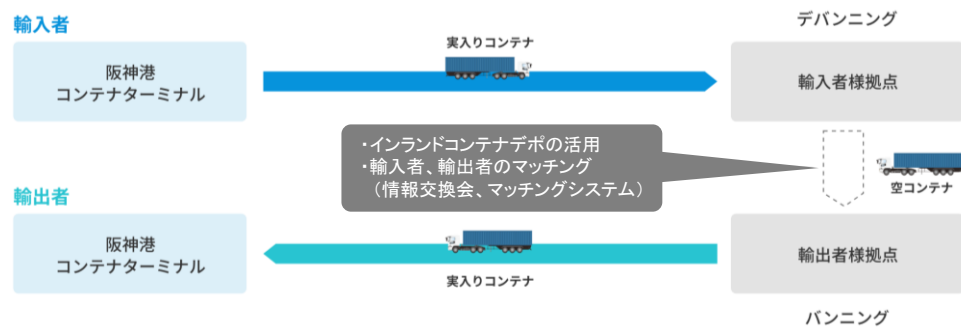 輸入者
デバンニング
阪神港
コンテナターミナル
実入りコンテナ
輸入者様拠点
・インランドコンテナデポの活用
・輸入者、輸出者のマッチング
（情報交換会、マッチングシステム）
空コンテナ
輸出者
阪神港
コンテナターミナル
実入りコンテナ
輸出者様拠点
バンニング